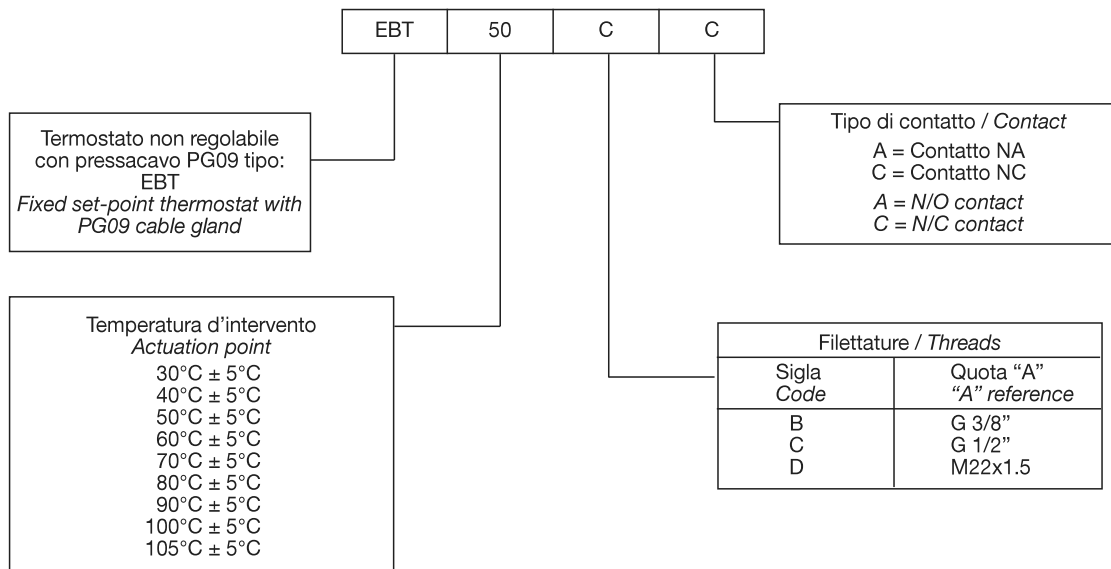 EBT 50 C C
Termostato non regolabile
con pressacavo PG09 tipo:
EBT
Fixed set-point thermostat with
PG09 cable gland
Tipo di contatto / Contact
A = Contatto NA
C = Contatto NC
A = N/O contact
C = N/C contact
Temperatura d'intervento
Actuation point
30°C ± 5°C
40°C ± 5°C
50°C ± 5°C
60°C ± 5°C
70°C ± 5°C
80°C ± 5°C
90°C ± 5°C
100°C ± 5°C
105°C ± 5°C
Filettature / Threads
Sigla Quota “A”
Code “A” reference
B G 3/8”
C G 1/2”
D M22x1.5